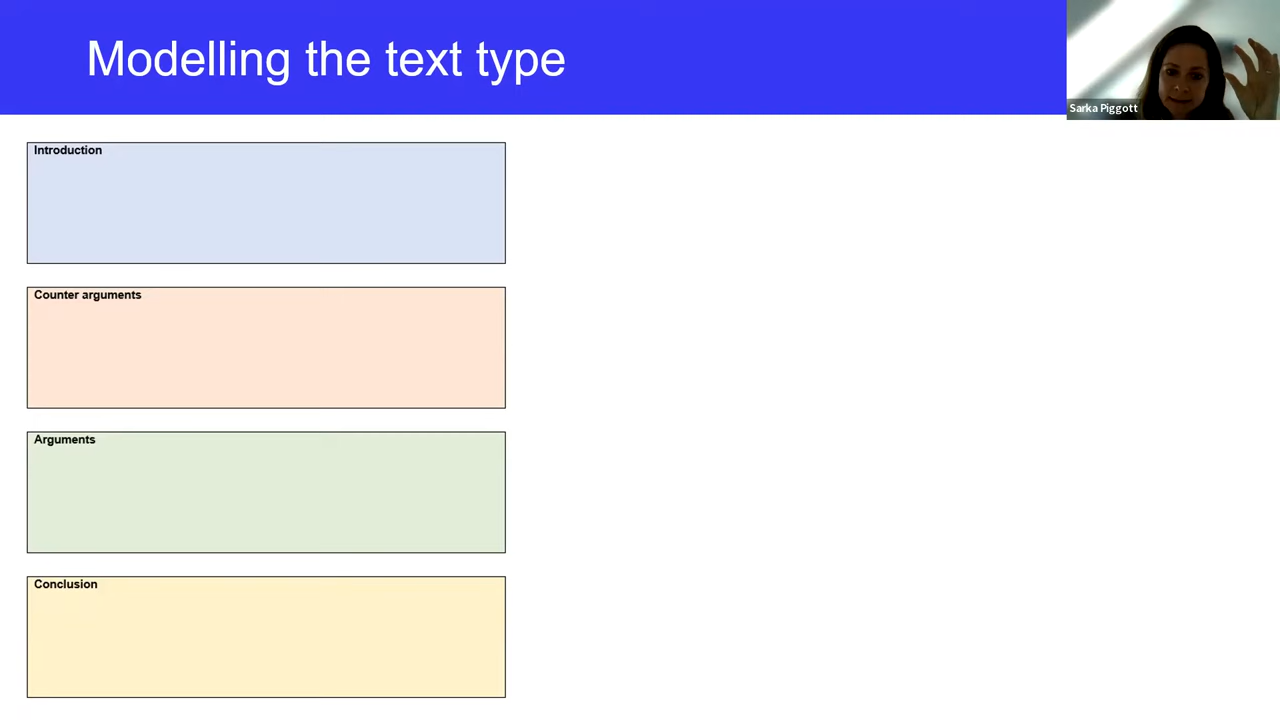 Modelling the text type
Sarka Piggott
Introduction
Counter arguments
Arguments
Conclusion